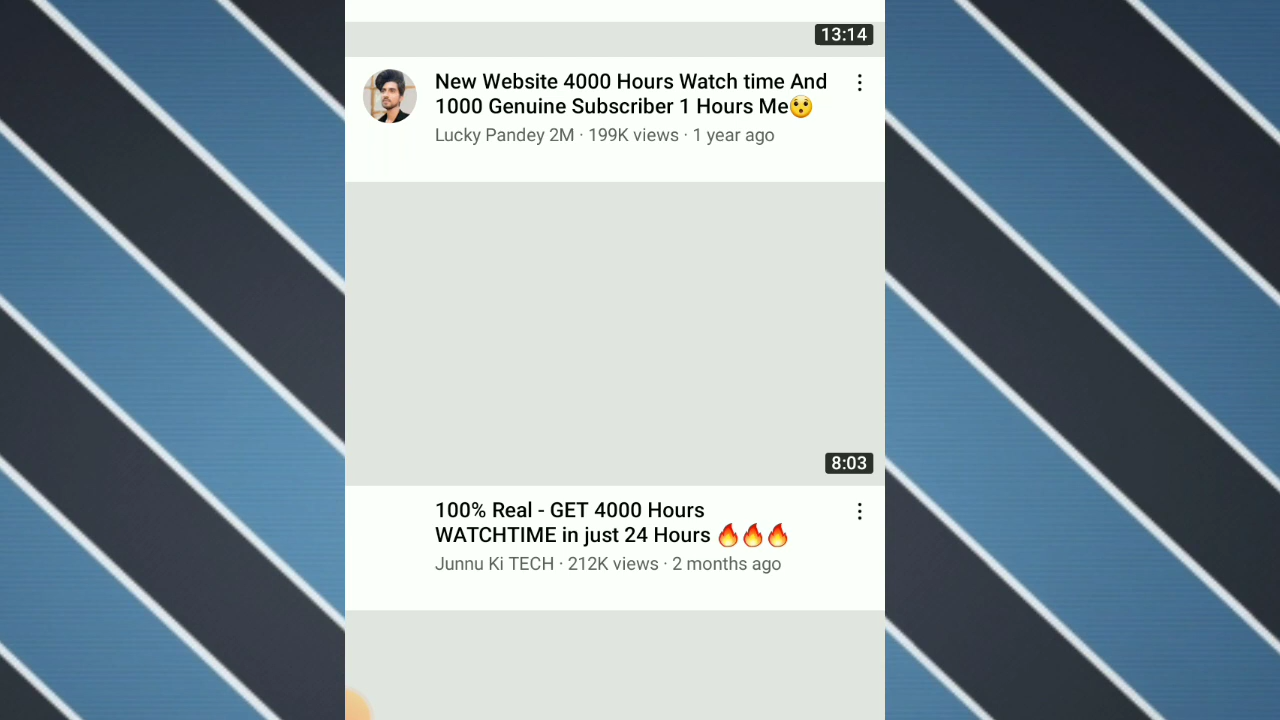 13:14
New Website 4000 Hours Watch time And
1000 Genuine Subscriber 1 Hours Me😯
Lucky Pandey 2M · 199K views · 1 year ago
8:03
100% Real - GET 4000 Hours
WATCHTIME in just 24 Hours 🔥🔥🔥
Junnu Ki TECH · 212K views · 2 months ago